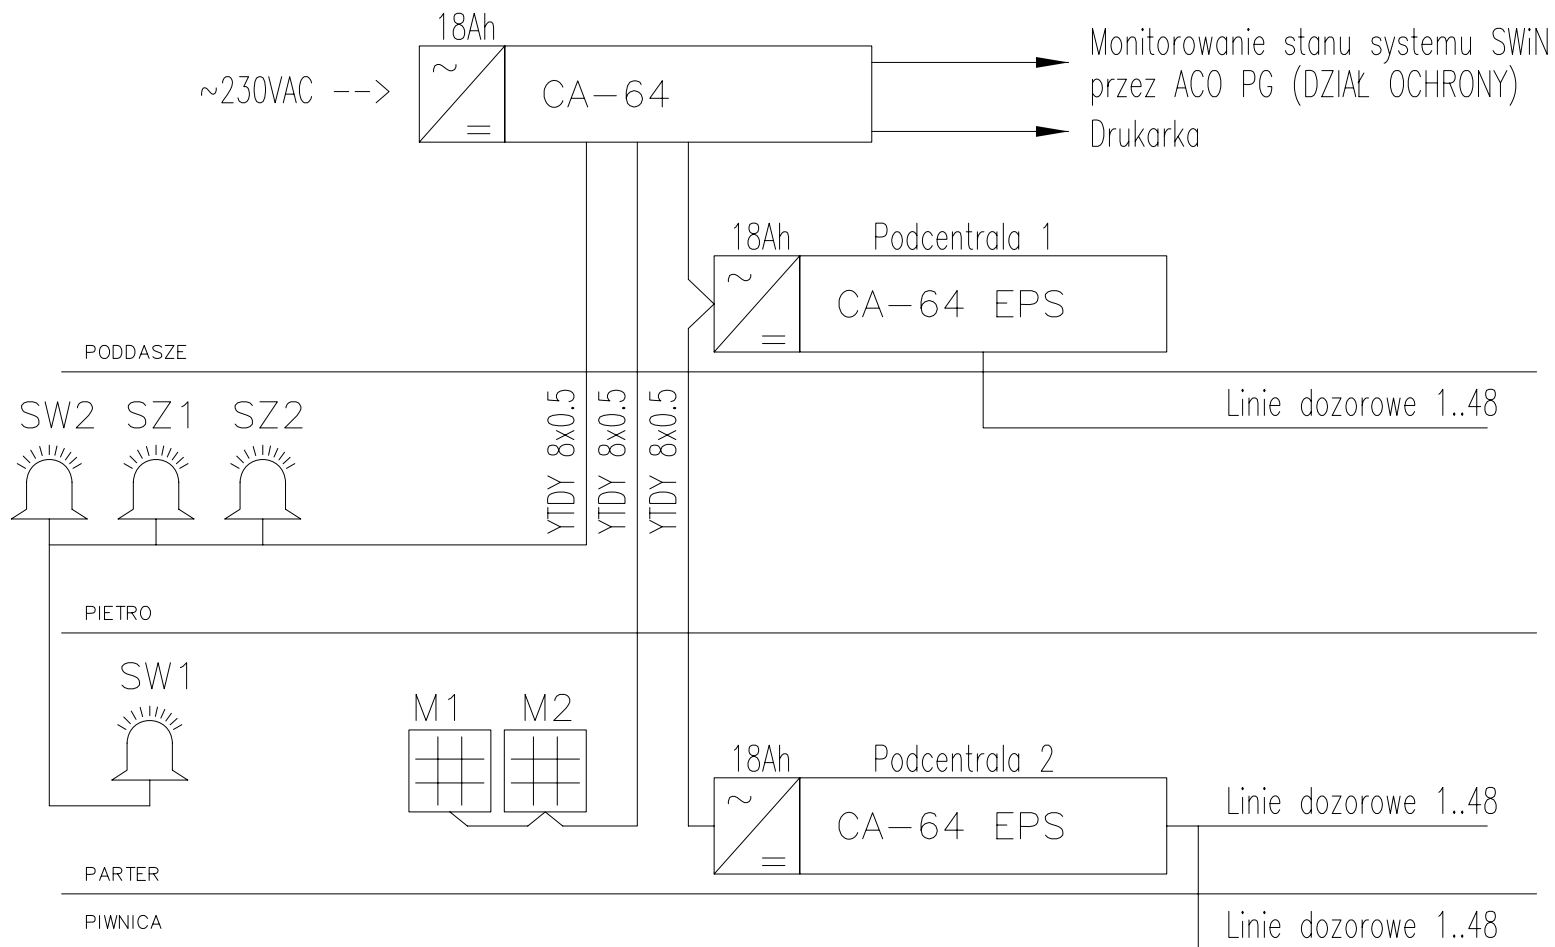 18Ah
~230VAC -->
CA-64
Monitorowanie stanu systemu SWiN
przez ACO PG (DZIAŁ OCHRONY)
Drukarka
18Ah
Podcentrala 1
CA-64 EPS
PODDASZE
SW2
SZ1
SZ2
YTDY 8x0.5
YTDY 8x0.5
YTDY 8x0.5
Linie dozorowe 1..48
PIETRO
SW1
M1
M2
18Ah
Podcentrala 2
CA-64 EPS
Linie dozorowe 1..48
PARTER
PIWNICA
Linie dozorowe 1..48